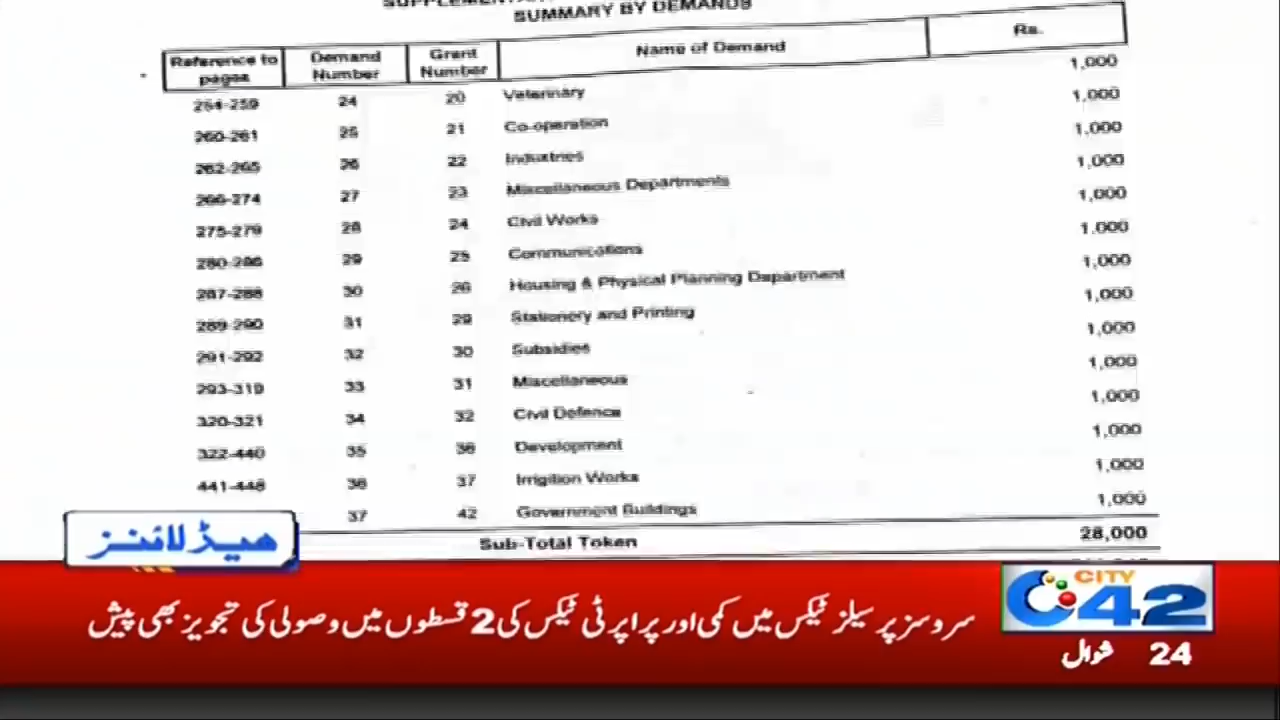 SUMMARY BY DEMANDS
Reference to pages Demand Number Grant Number Name of Demand Rs.
254-259 24 20 Veterinary 1,000
260-261 25 21 Co-operation 1,000
262-265 26 22 Industries 1,000
266-274 27 23 Miscellaneous Departments 1,000
275-279 28 24 Civil Works 1,000
280-286 29 25 Communications 1,000
287-288 30 26 Housing & Physical Planning Department 1,000
289-290 31 29 Stationery and Printing 1,000
291-292 32 30 Subsidies 1,000
293-319 33 31 Miscellaneous 1,000
320-321 34 32 Civil Defence 1,000
322-440 35 36 Development 1,000
441-448 36 37 Irrigition Works 1,000
37 42 Government Buildings 1,000
Sub-Total Token 28,000
ہیڈلائنز
سروسز پر سیلز ٹیکس میں کمی اور پراپرٹی ٹیکس کی 2 قسطوں میں وصولی کی تجویز بھی پیش
CITY
42
24 شوال